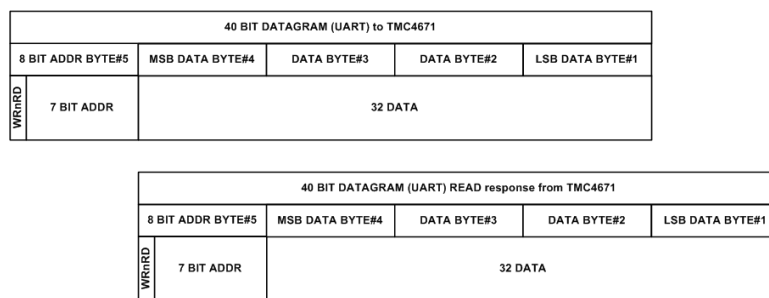 40 BIT DATAGRAM (UART) to TMC4671
8 BIT ADDR BYTE#5 MSB DATA BYTE#4 DATA BYTE#3 DATA BYTE#2 LSB DATA BYTE#1
WRnRD 7 BIT ADDR 32 DATA
40 BIT DATAGRAM (UART) READ response from TMC4671
8 BIT ADDR BYTE#5 MSB DATA BYTE#4 DATA BYTE#3 DATA BYTE#2 LSB DATA BYTE#1
WRnRD 7 BIT ADDR 32 DATA